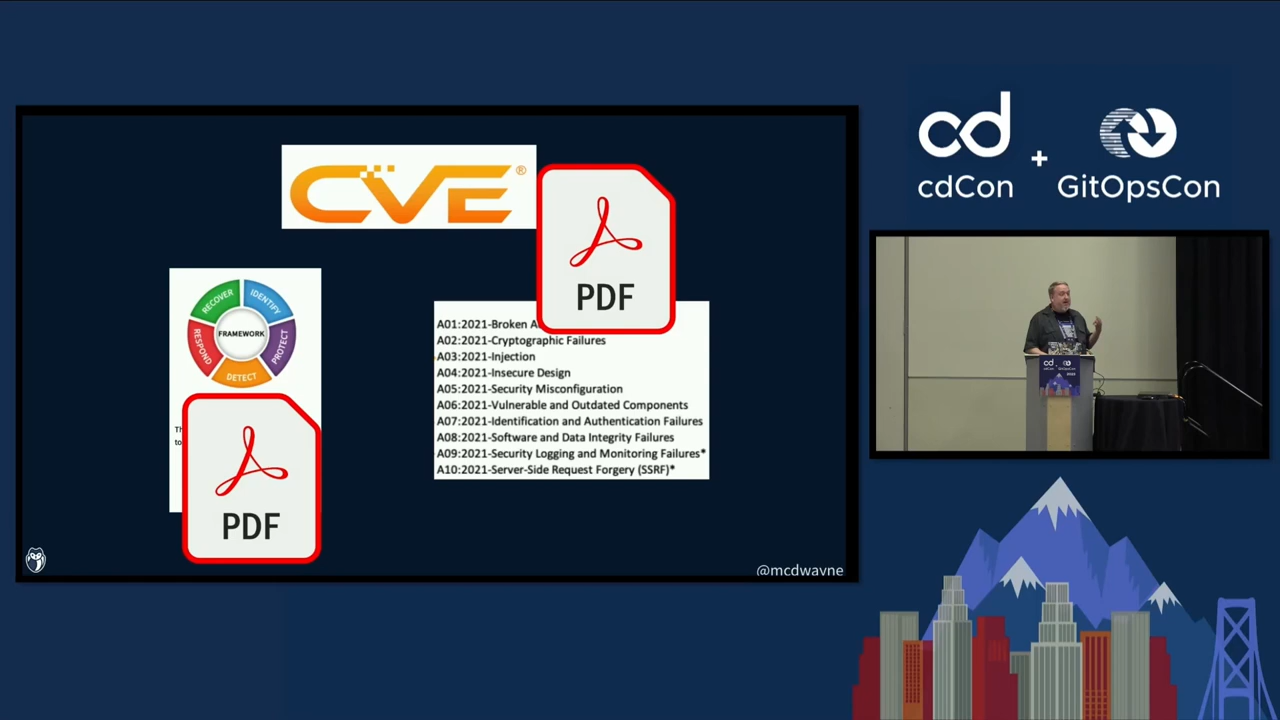 CVE®
PDF
RECOVER
IDENTIFY
FRAMEWORK
PROTECT
RESPOND
DETECT
PDF
A01:2021-Broken
A02:2021-Cryptographic Failures
A03:2021-Injection
A04:2021-Insecure Design
A05:2021-Security Misconfiguration
A06:2021-Vulnerable and Outdated Components
A07:2021-Identification and Authentication Failures
A08:2021-Software and Data Integrity Failures
A09:2021-Security Logging and Monitoring Failures*
A10:2021-Server-Side Request Forgery (SSRF)*
@mcdwayne
cd
+
cdCon
GitOpsCon